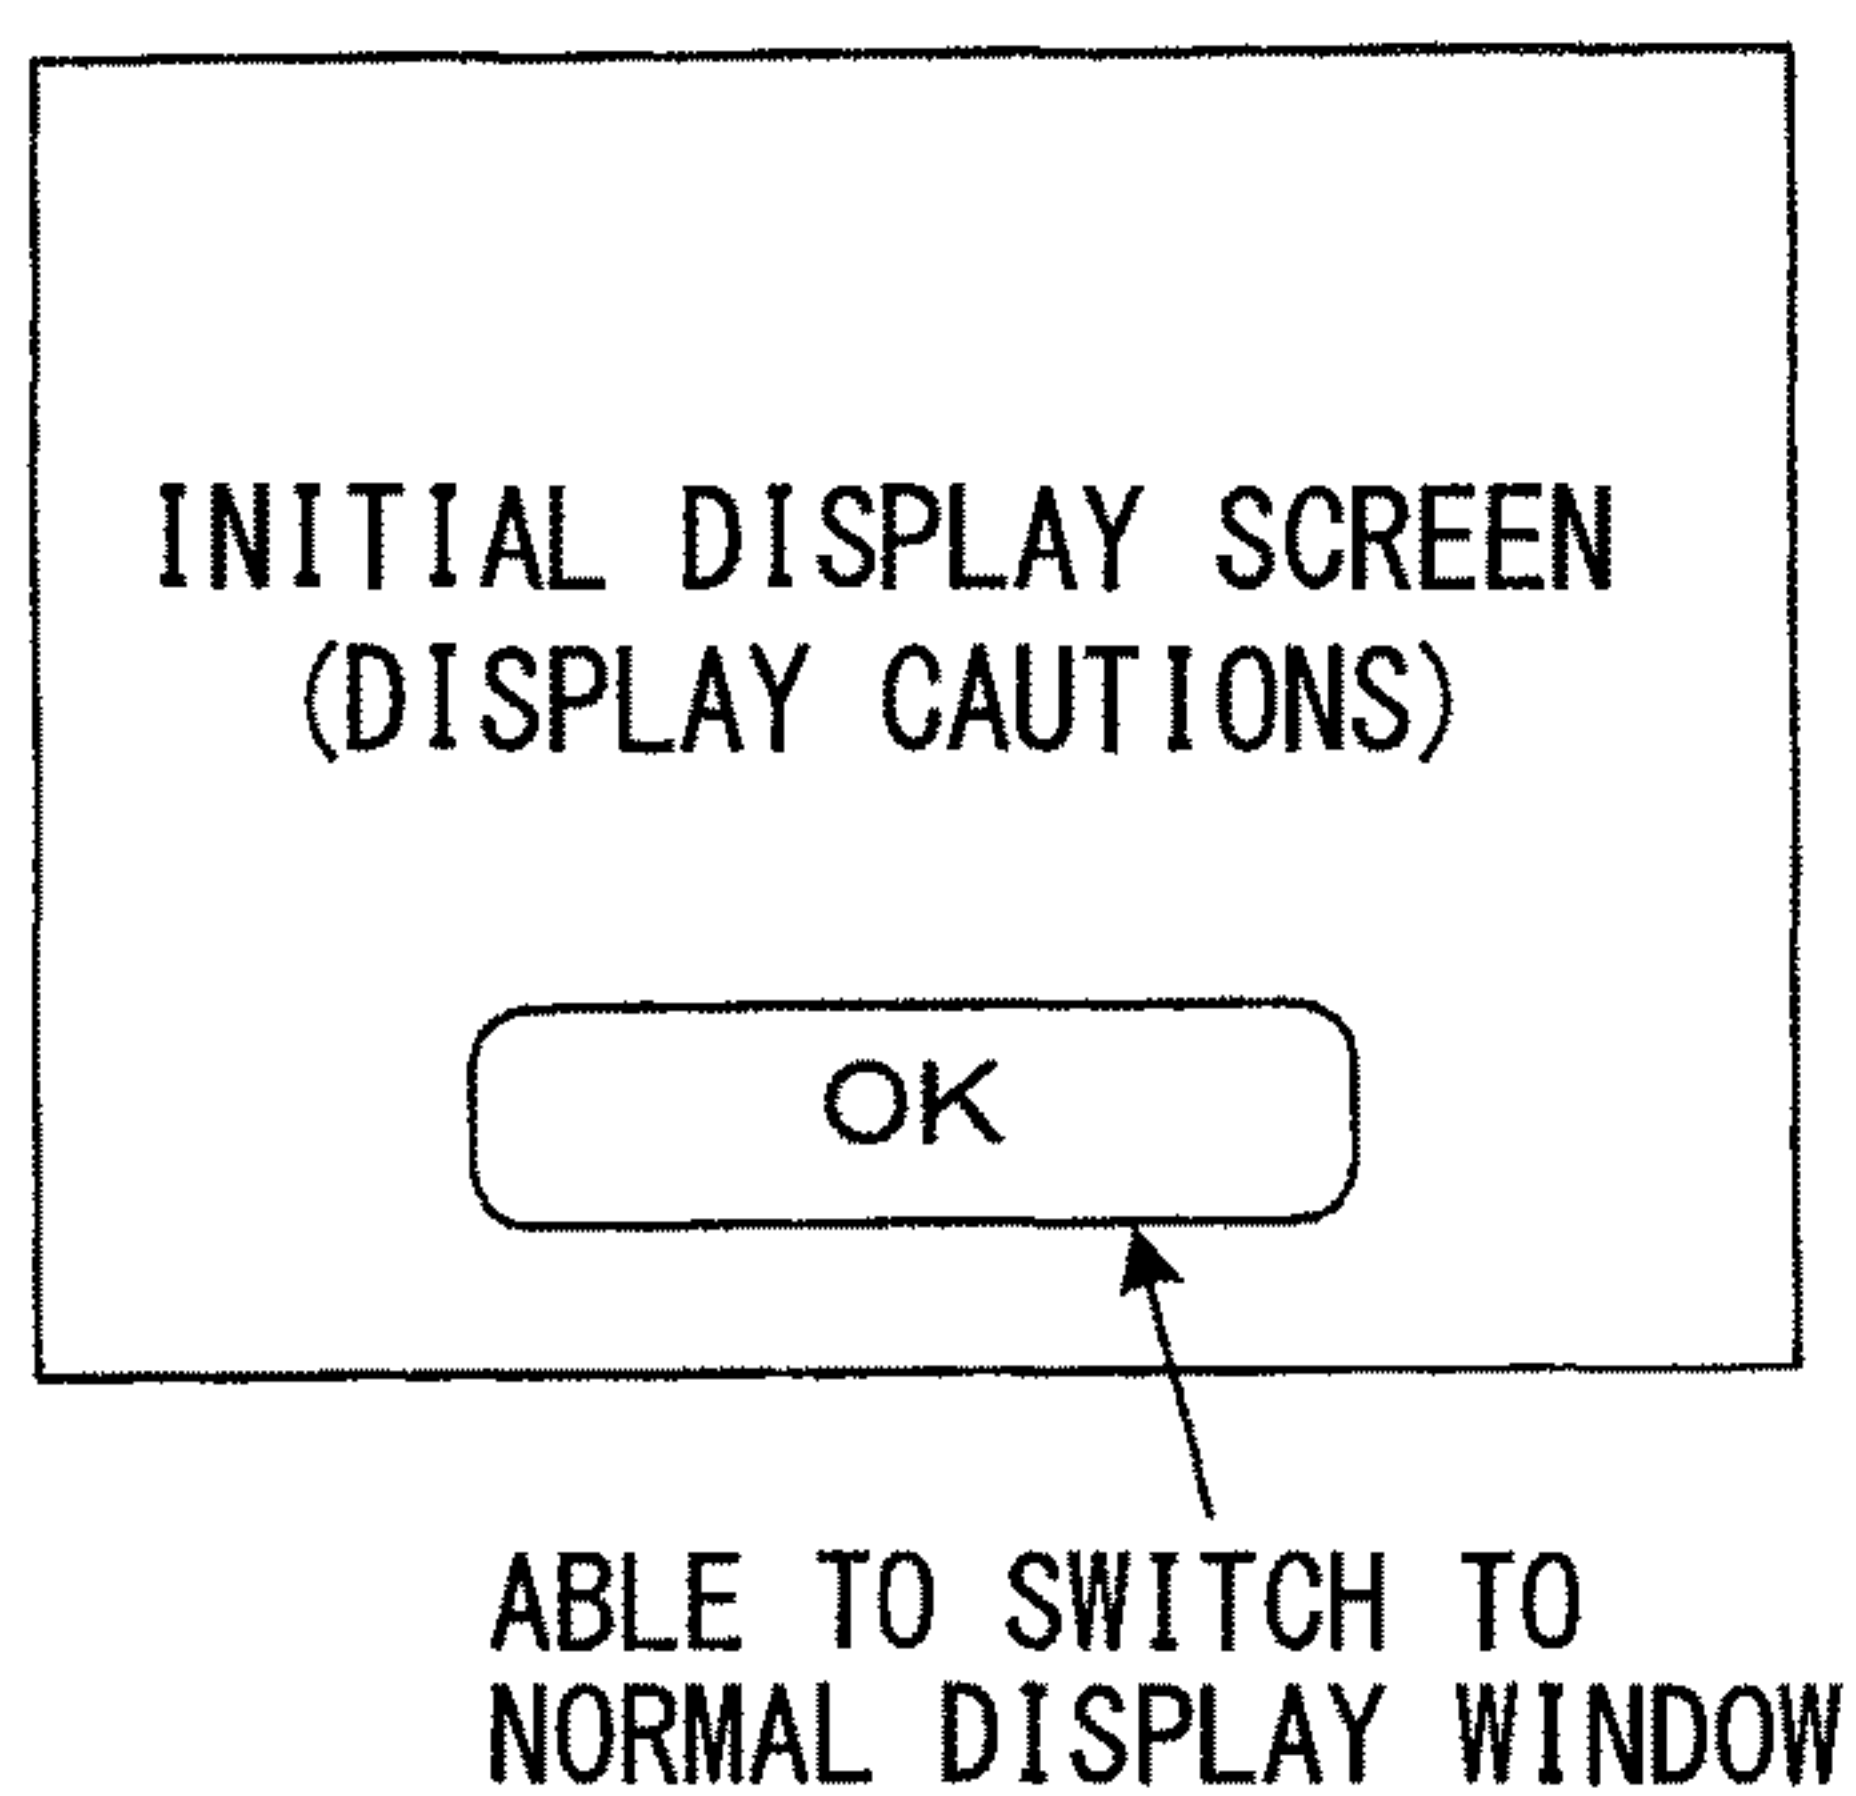 INITIAL DISPLAY SCREEN
(DISPLAY CAUTIONS)
OK
ABLE TO SWITCH TO
NORMAL DISPLAY WINDOW